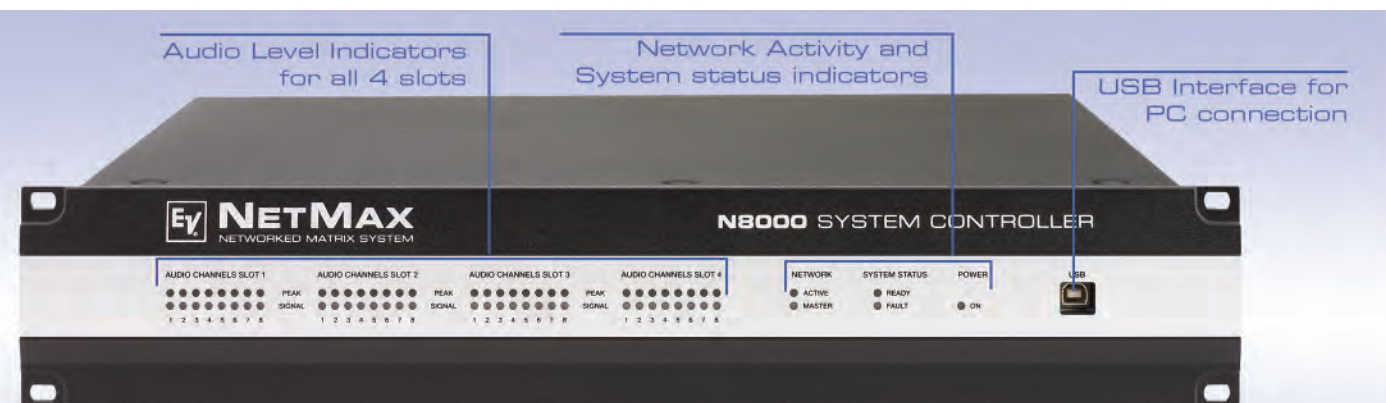 Audio Level Indicators
for all 4 slots
Network Activity and
System status indicators
USB Interface for
PC connection
EV NETMAX
NETWORKED MATRIX SYSTEM
N8000 SYSTEM CONTROLLER
AUDIO CHANNELS SLOT 1 AUDIO CHANNELS SLOT 2 AUDIO CHANNELS SLOT 3 AUDIO CHANNELS SLOT 4 NETWORK SYSTEM STATUS POWER USB
PEAK PEAK PEAK ACTIVE READY
SIGNAL SIGNAL SIGNAL MASTER FAULT ON
1 2 3 4 5 6 7 8 1 2 3 4 5 6 7 8 1 2 3 4 5 6 7 8 1 2 3 4 5 6 7 8